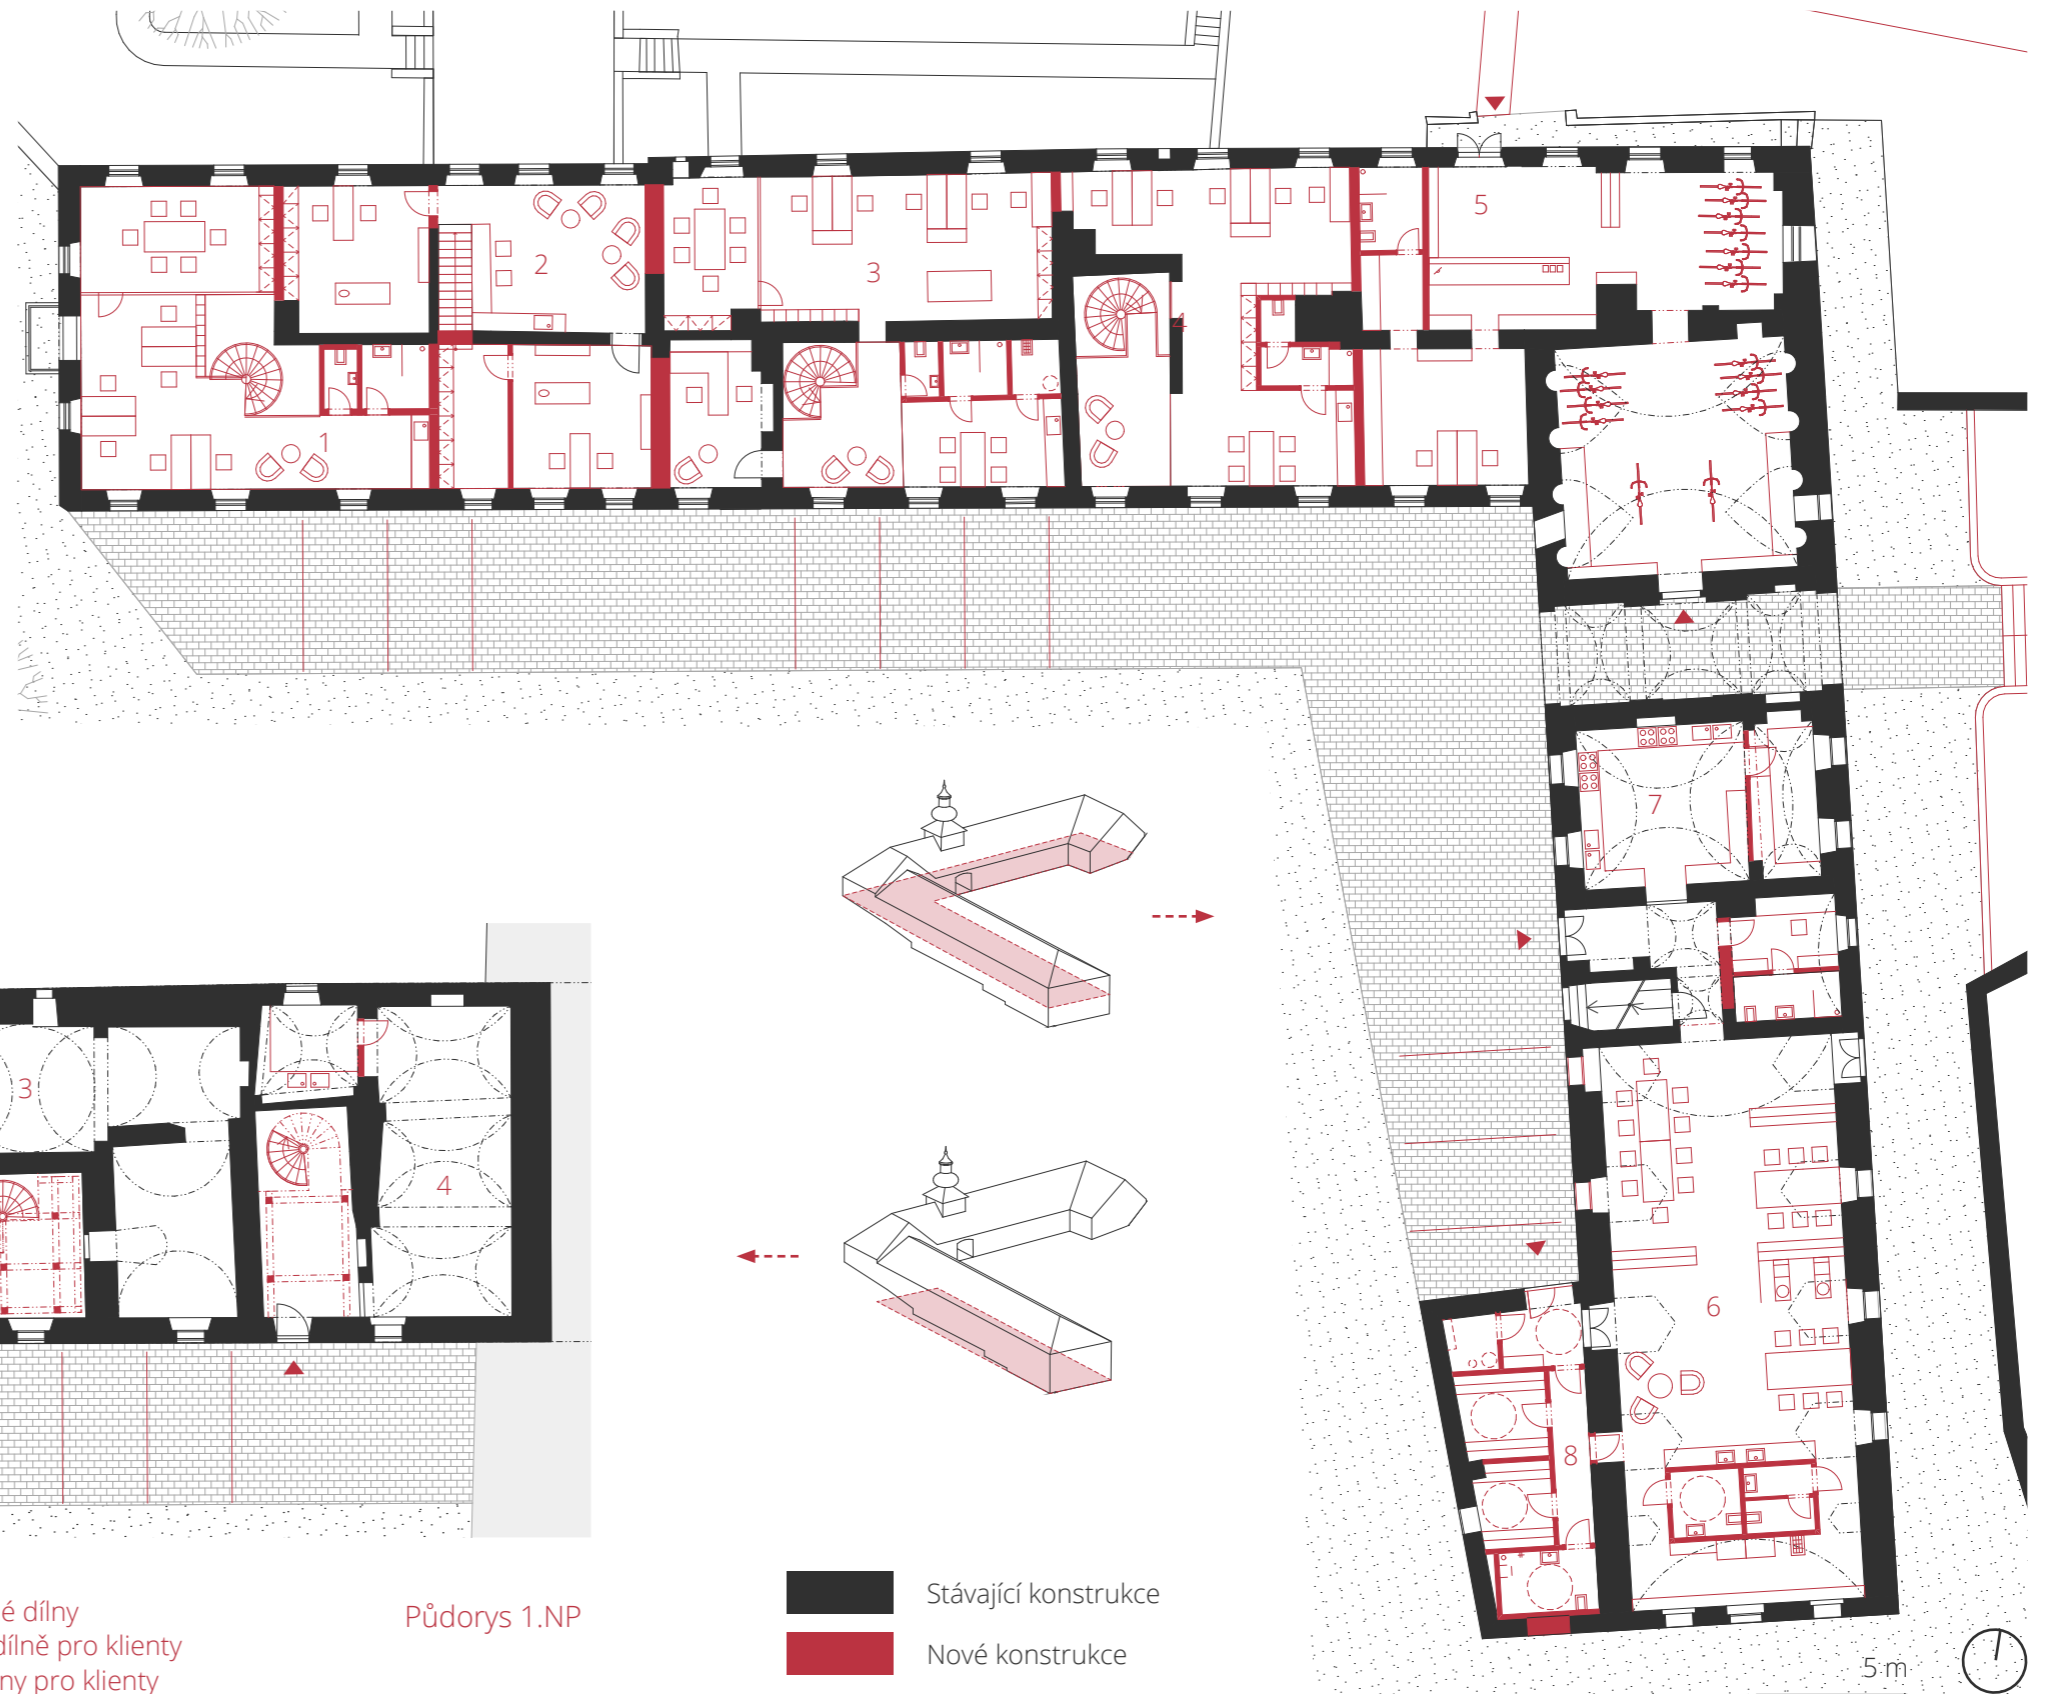 5
2
3
4
1
7
3
4
6
8
é dílny
dílně pro klienty
ny pro klienty
Půdorys 1.NP
Stávající konstrukce
Nové konstrukce
5 m